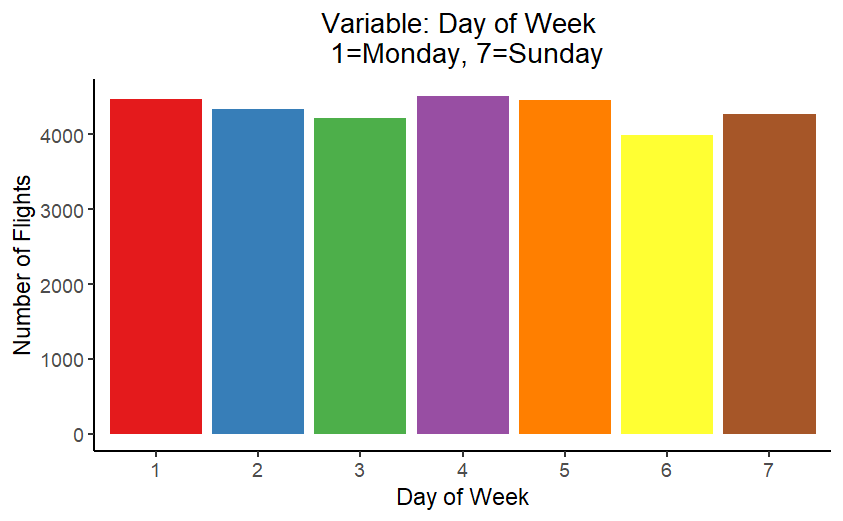 Variable: Day of Week
1=Monday, 7=Sunday
Number of Flights
4000
3000
2000
1000
0
1 2 3 4 5 6 7
Day of Week